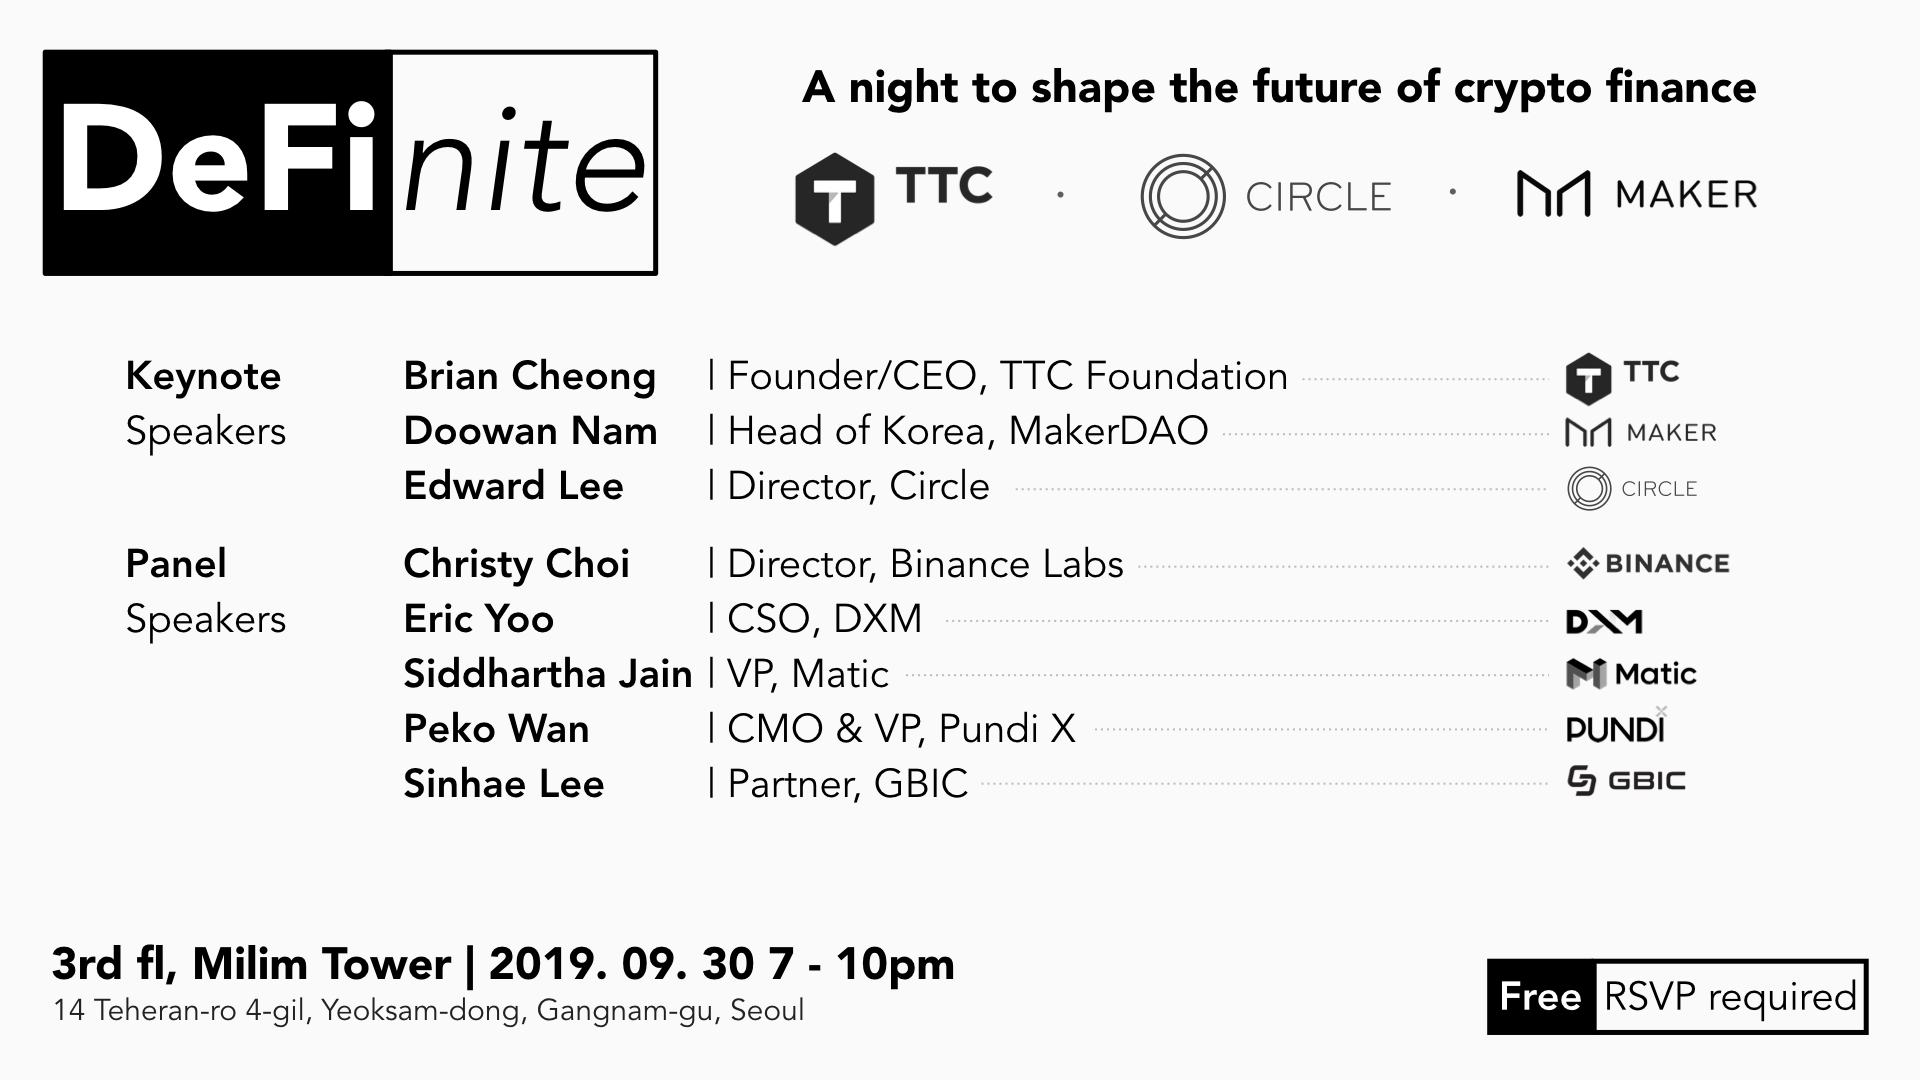 DeFinite
A night to shape the future of crypto finance
TTC · CIRCLE · MAKER
Keynote Brian Cheong | Founder/CEO, TTC Foundation TTC
Speakers Doowan Nam | Head of Korea, MakerDAO MAKER
Edward Lee | Director, Circle CIRCLE
Panel Christy Choi | Director, Binance Labs BINANCE
Speakers Eric Yoo | CSO, DXM DXM
Siddhartha Jain | VP, Matic Matic
Peko Wan | CMO & VP, Pundi X PUNDI X
Sinhae Lee | Partner, GBIC GBIC
3rd fl, Milim Tower | 2019. 09. 30 7 - 10pm
14 Teheran-ro 4-gil, Yeoksam-dong, Gangnam-gu, Seoul
Free RSVP required